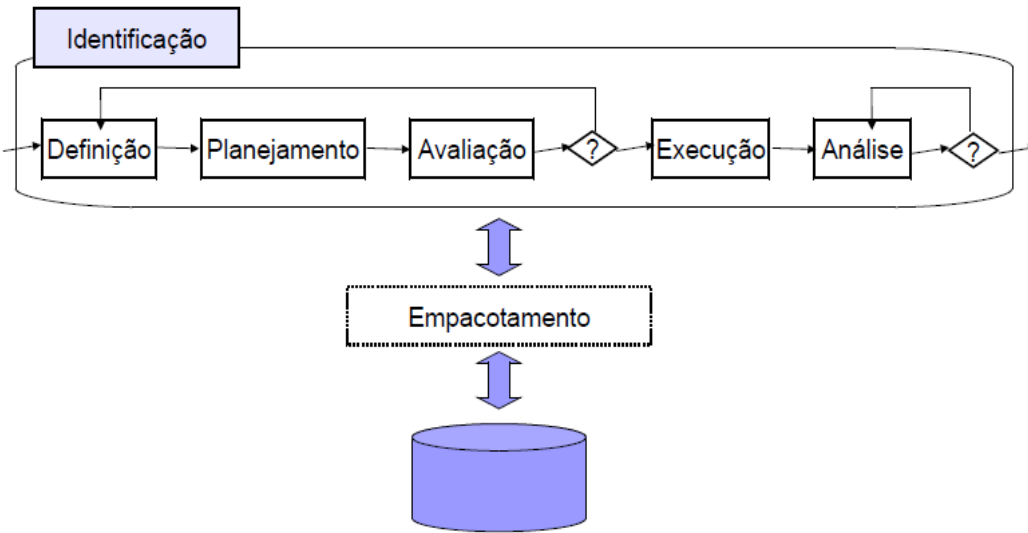 Identificação
Definição
Planejamento
Avaliação
?
Execução
Análise
?
Empacotamento